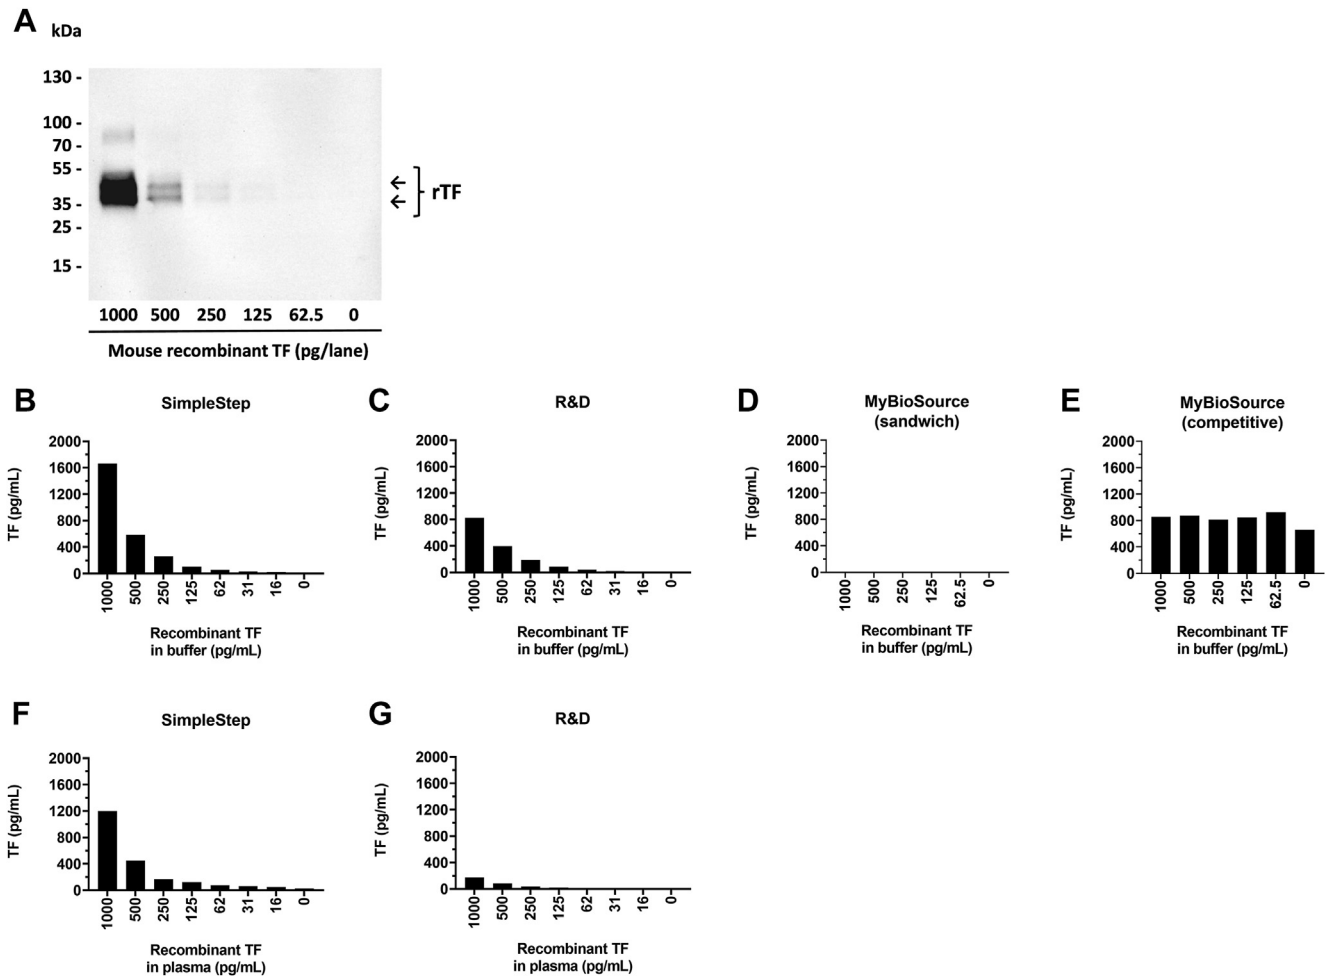 A
kDa
130 -
100 -
70 -
55 -
35 -
25 -
15 -
rTF
1000 500 250 125 62.5 0
Mouse recombinant TF (pg/lane)
B
SimpleStep
TF (pg/mL)
2000
1600
1200
800
400
0
1000 500 250 125 62 31 16 0
Recombinant TF
in buffer (pg/mL)
C
R&D
TF (pg/mL)
2000
1600
1200
800
400
0
1000 500 250 125 62 31 16 0
Recombinant TF
in buffer (pg/mL)
D
MyBioSource
(sandwich)
TF (pg/mL)
2000
1600
1200
800
400
0
1000 500 250 125 62.5 0
Recombinant TF
in buffer (pg/mL)
E
MyBioSource
(competitive)
TF (pg/mL)
2000
1600
1200
800
400
0
1000 500 250 125 62.5 0
Recombinant TF
in buffer (pg/mL)
F
SimpleStep
TF (pg/mL)
2000
1600
1200
800
400
0
1000 500 250 125 62 31 16 0
Recombinant TF
in plasma (pg/mL)
G
R&D
TF (pg/mL)
2000
1600
1200
800
400
0
1000 500 250 125 62 31 16 0
Recombinant TF
in plasma (pg/mL)